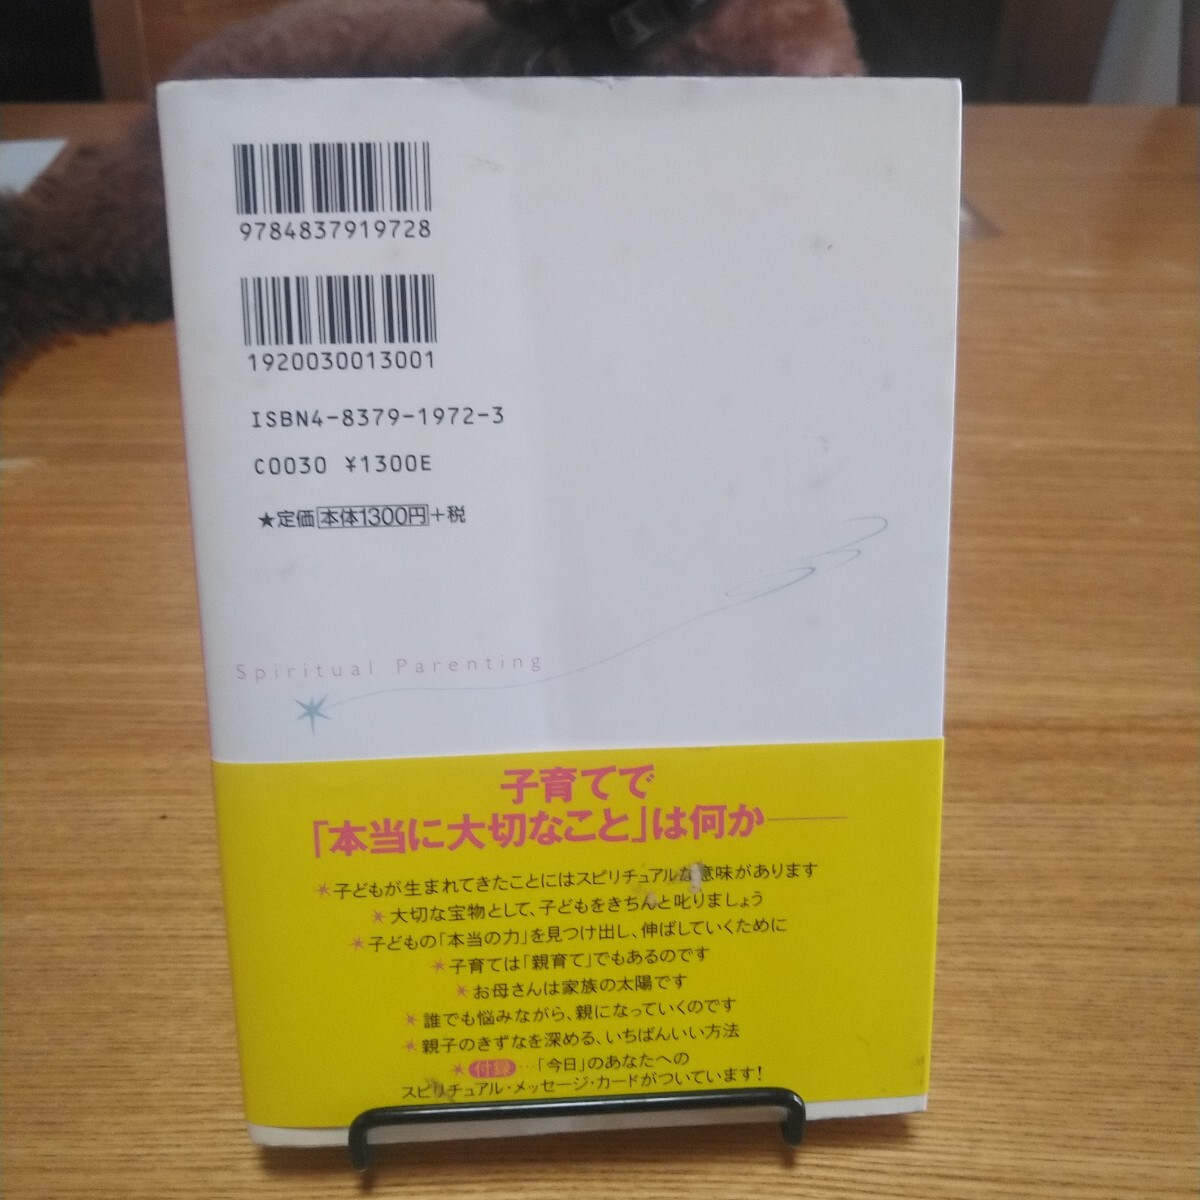 9784837919728
1920030013001
ISBN4-8379-1972-3
C0030 ¥1300E
★定価本体1300円+税
Spiritual Parenting
子育てで
「本当に大切なこと」は何か――
✶子どもが生まれてきたことにはスピリチュアルな意味があります
✶大切な宝物として、子どもをきちんと叱りましょう
✶子どもの「本当の力」を見つけ出し、伸ばしていくために
✶子育ては「親育て」でもあるのです
✶お母さんは家族の太陽です
✶誰でも悩みながら、親になっていくのです
✶親子のきずなを深める、いちばんいい方法
✶付録…「今日」のあなたへの
スピリチュアル・メッセージ・カードがついています!